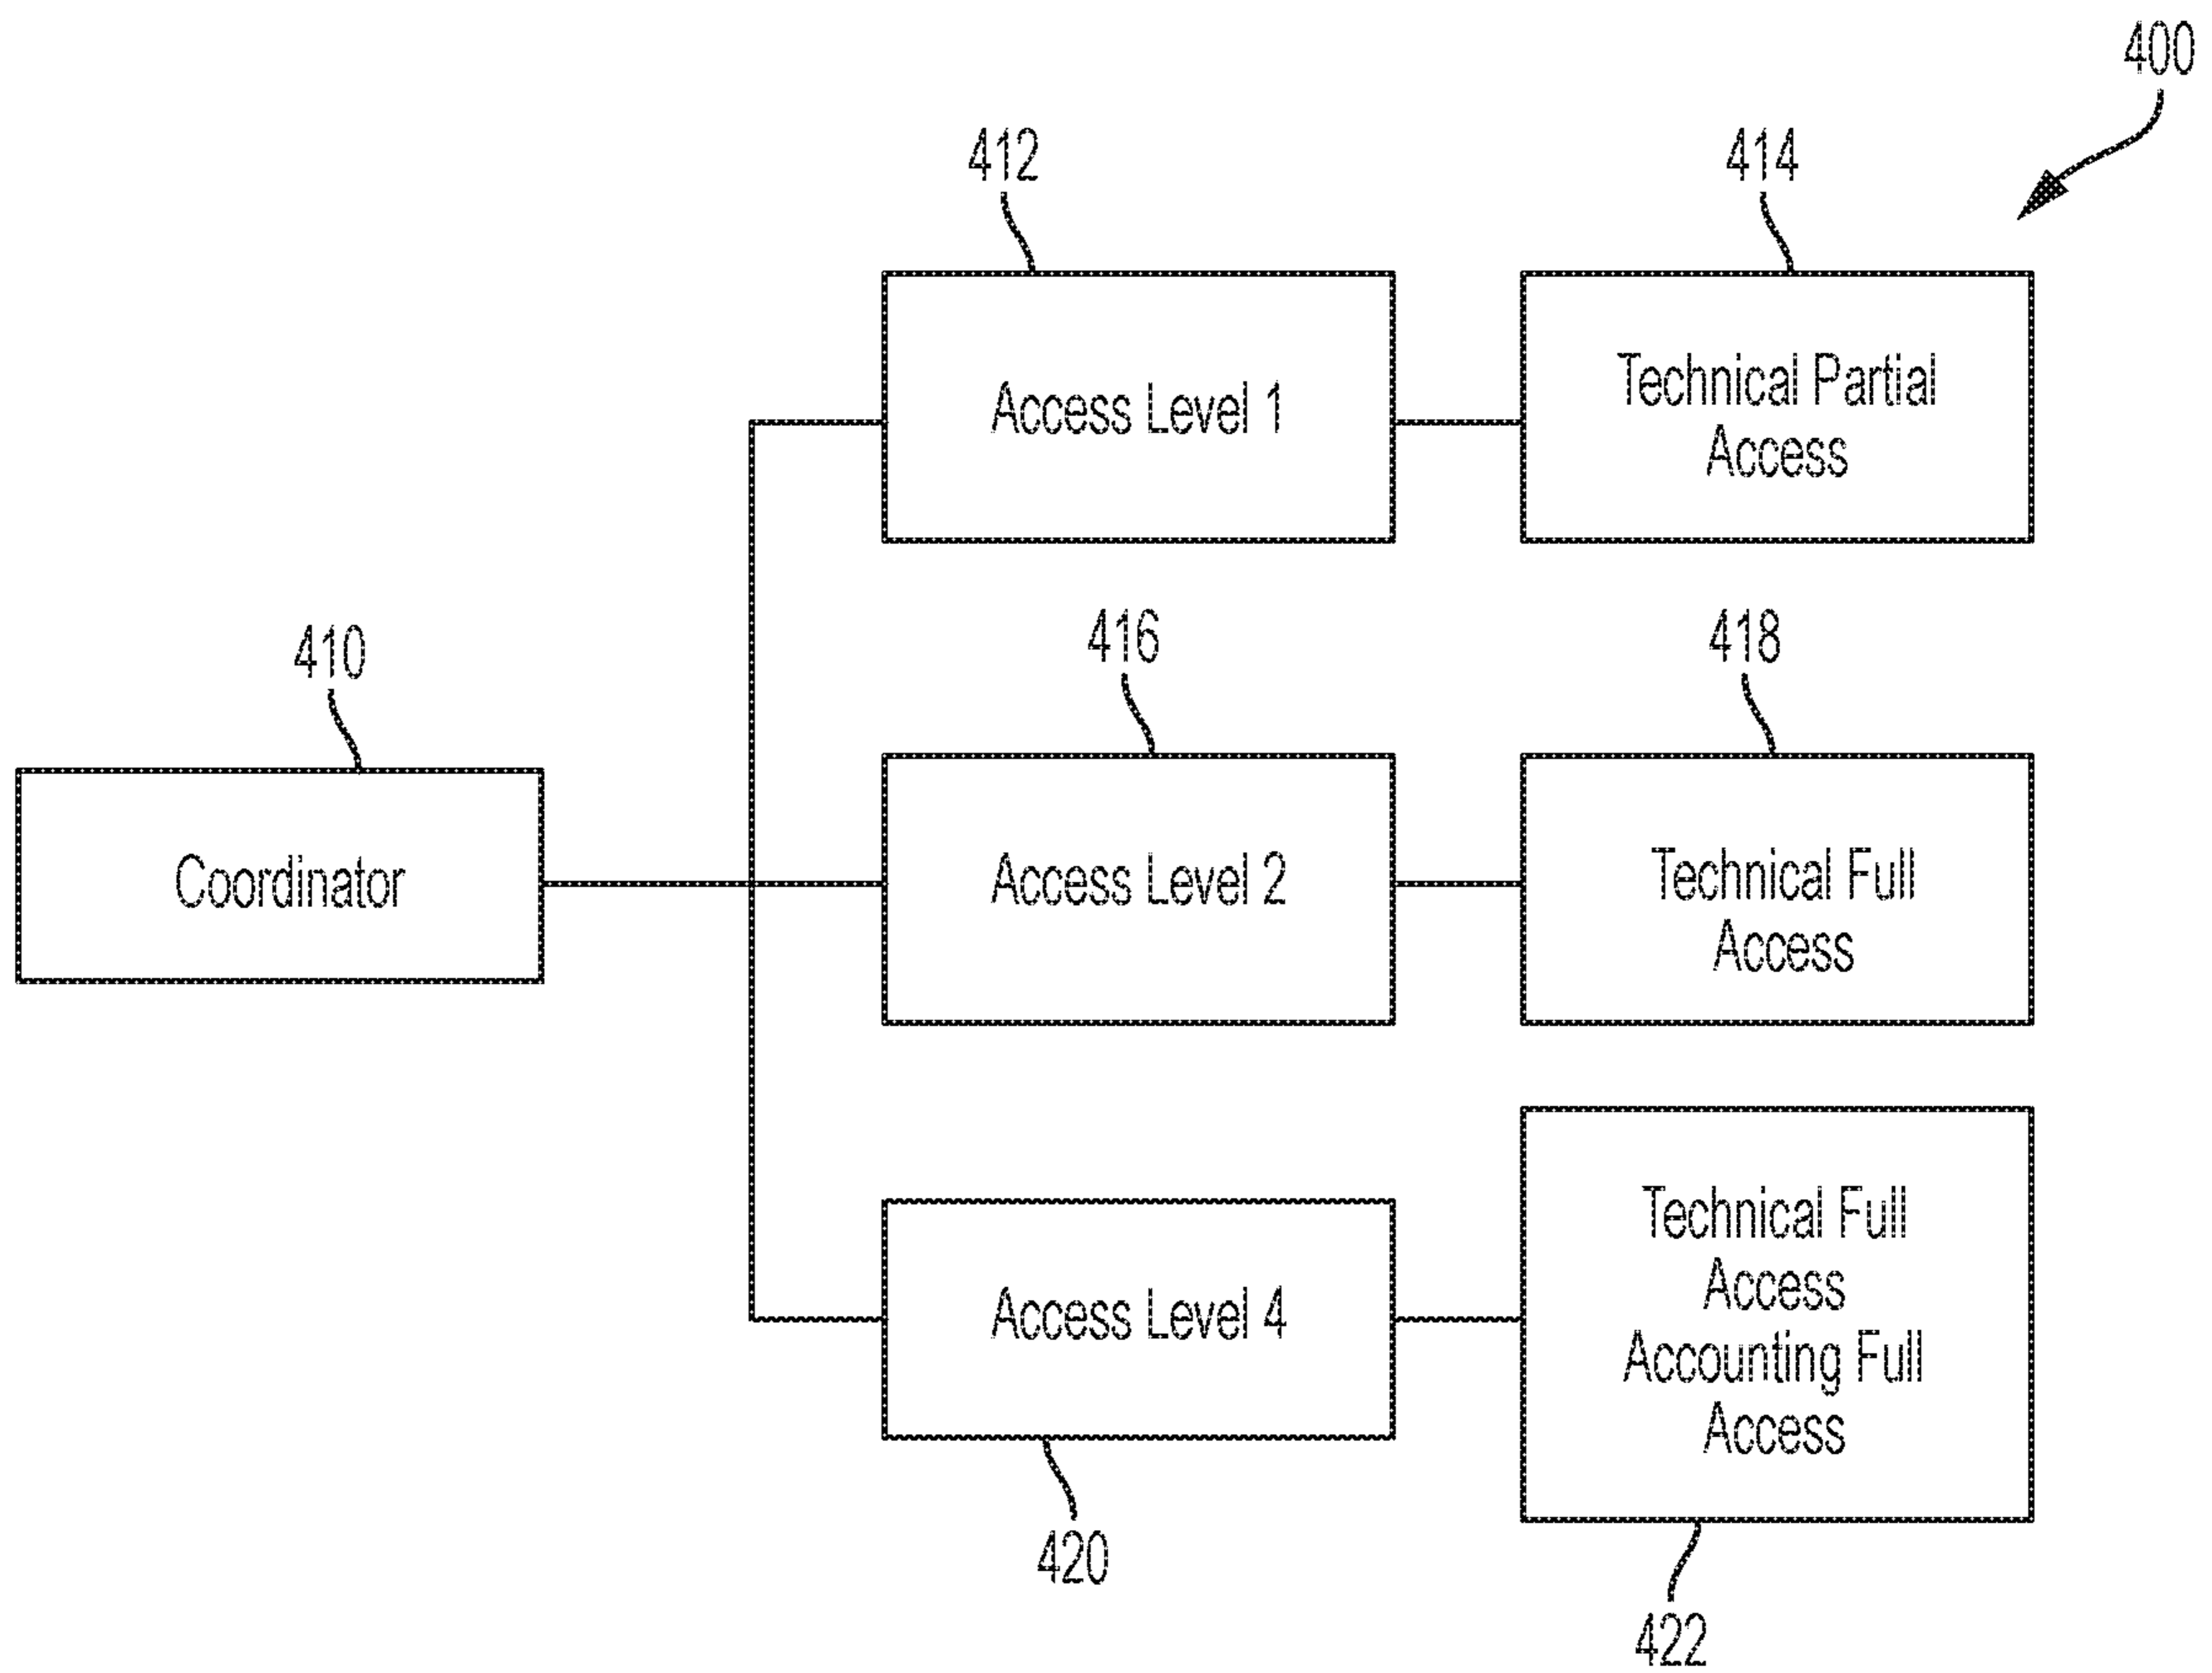 400
412
414
Access Level 1
Technical Partial
Access
410
416
418
Coordinator
Access Level 2
Technical Full
Access
Access Level 4
Technical Full
Access
Accounting Full
Access
420
422